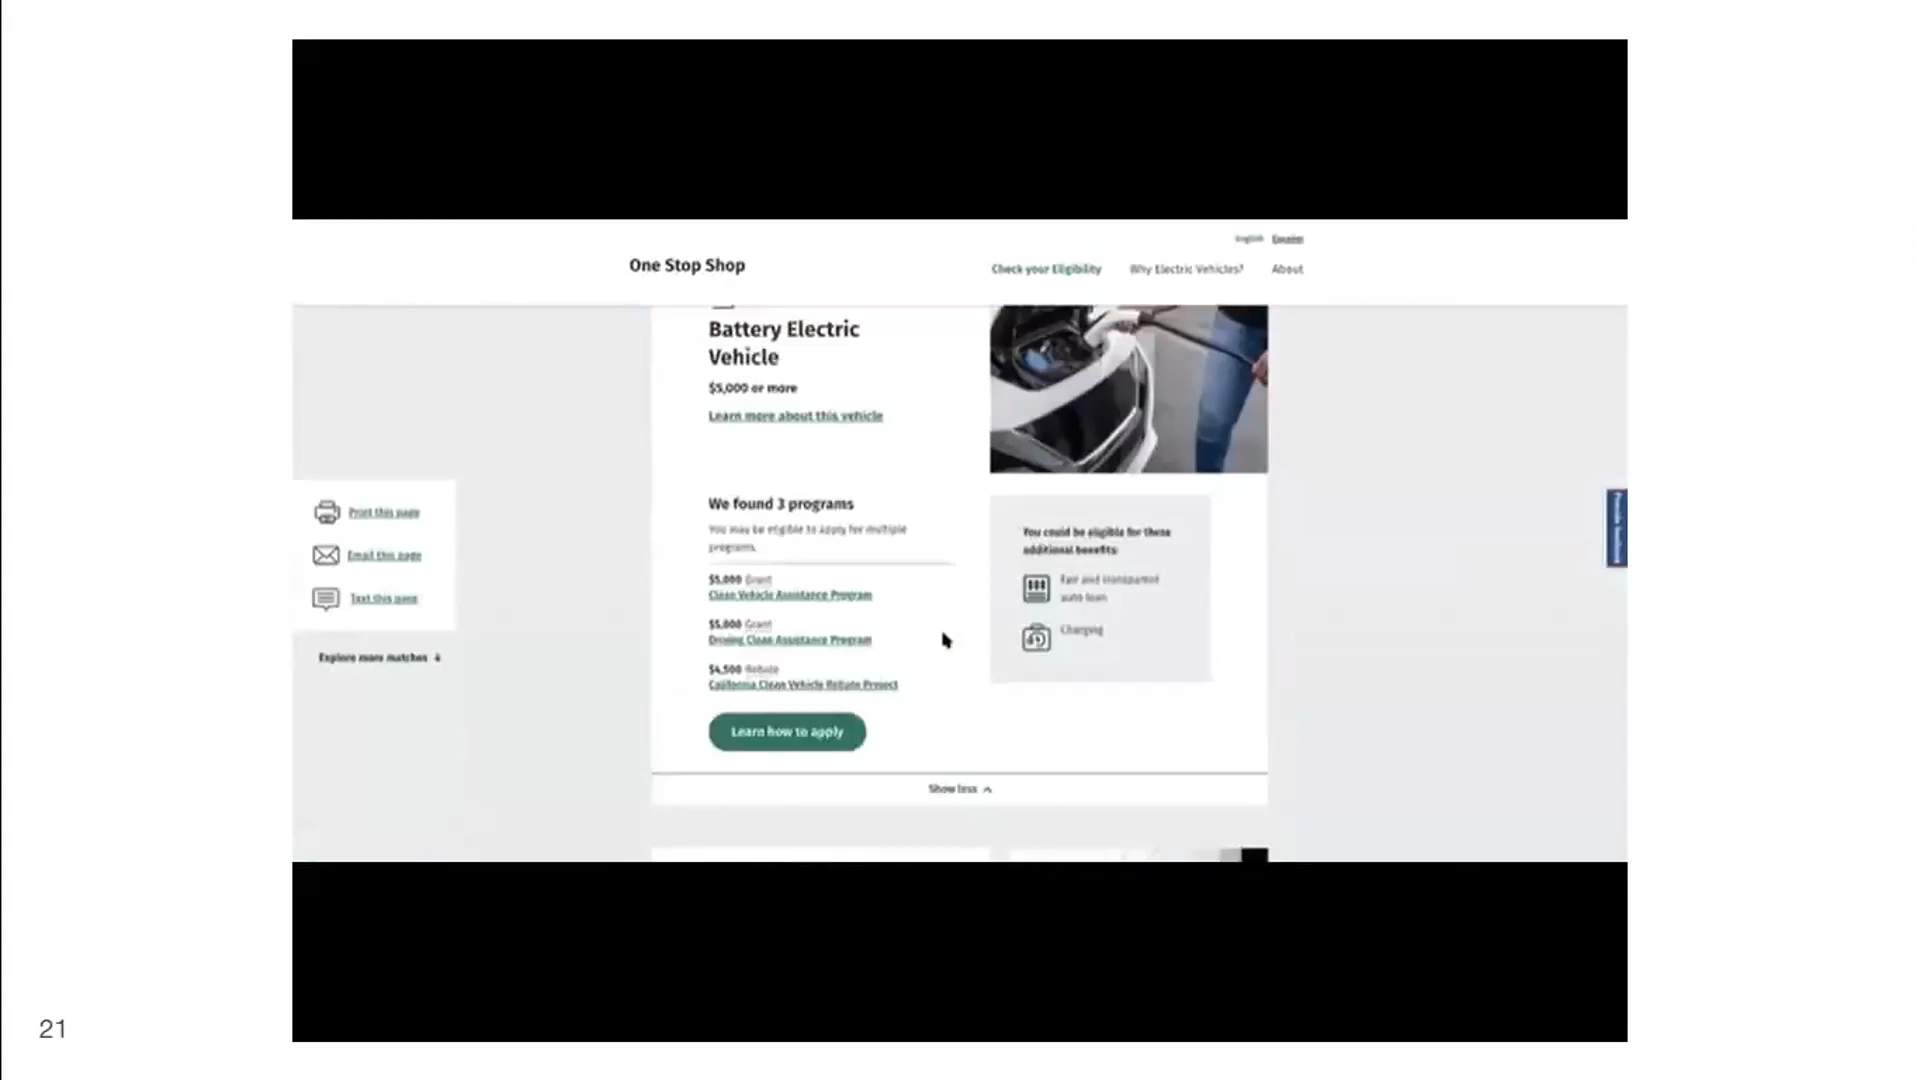 English Español
One Stop Shop
Check your Eligibility Why Electric Vehicles? About
Battery Electric
Vehicle
$5,000 or more
Learn more about this vehicle
Print this page
Email this page
Text this page
Explore more matches
We found 3 programs
You may be eligible to apply for multiple
programs.
$5,000 Grant
Clean Vehicle Assistance Program
$5,000 Grant
Driving Clean Assistance Program
$4,500 Rebate
California Clean Vehicle Rebate Project
Learn how to apply
You could be eligible for these
additional benefits
Fair and transparent
auto loan
Charging
Provide feedback
Show less
21